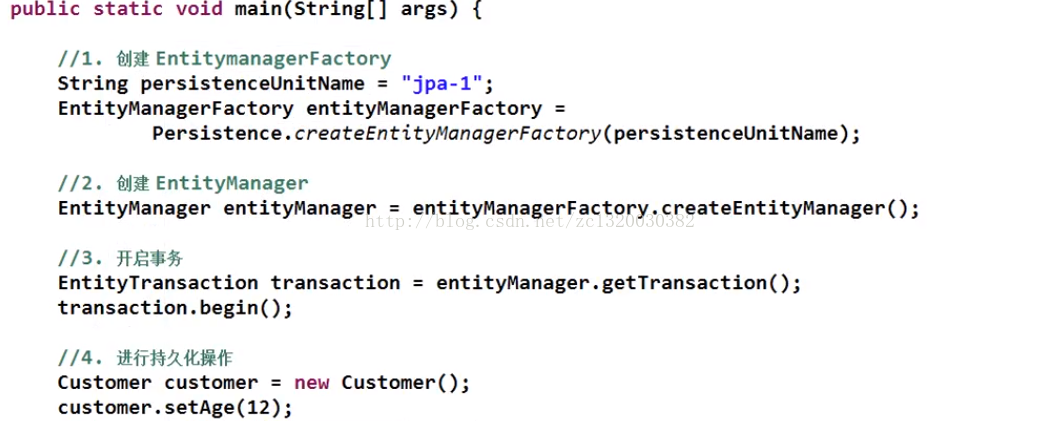 public static void main(String[] args) {
//1. 创建 EntitymanagerFactory
String persistenceUnitName = "jpa-1";
EntityManagerFactory entityManagerFactory =
Persistence.createEntityManagerFactory(persistenceUnitName);
//2. 创建 EntityManager
EntityManager entityManager = entityManagerFactory.createEntityManager();
http://blog.csdn.net/zc1320030382
//3. 开启事务
EntityTransaction transaction = entityManager.getTransaction();
transaction.begin();
//4. 进行持久化操作
Customer customer = new Customer();
customer.setAge(12);